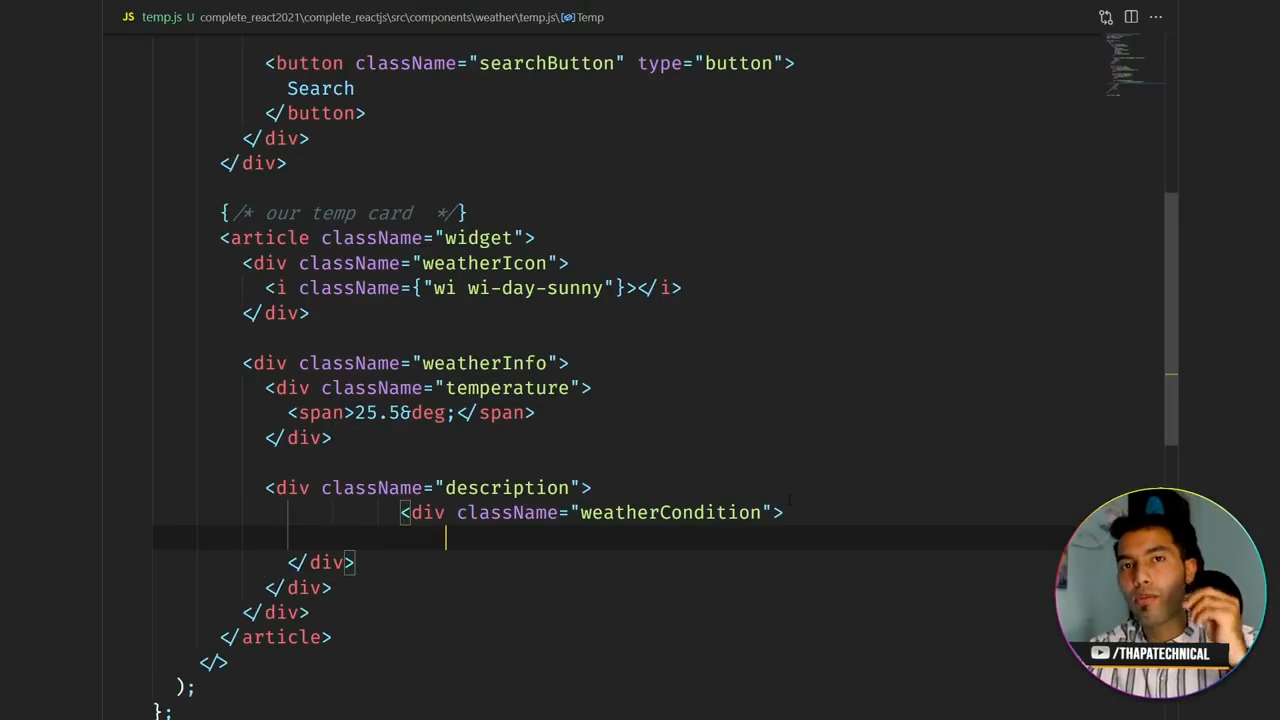 JS temp.js U complete_react2021\complete_reactjs\src\components\weather\temp.js\Temp
<button className="searchButton" type="button">
Search
</button>
</div>
</div>
{/* our temp card  */}
<article className="widget">
<div className="weatherIcon">
<i className={"wi wi-day-sunny"}></i>
</div>
<div className="weatherInfo">
<div className="temperature">
<span>25.5&deg;</span>
</div>
<div className="description">
<div className="weatherCondition">
</div>
</div>
</div>
</article>
</>
);
};
/THAPATECHNICAL